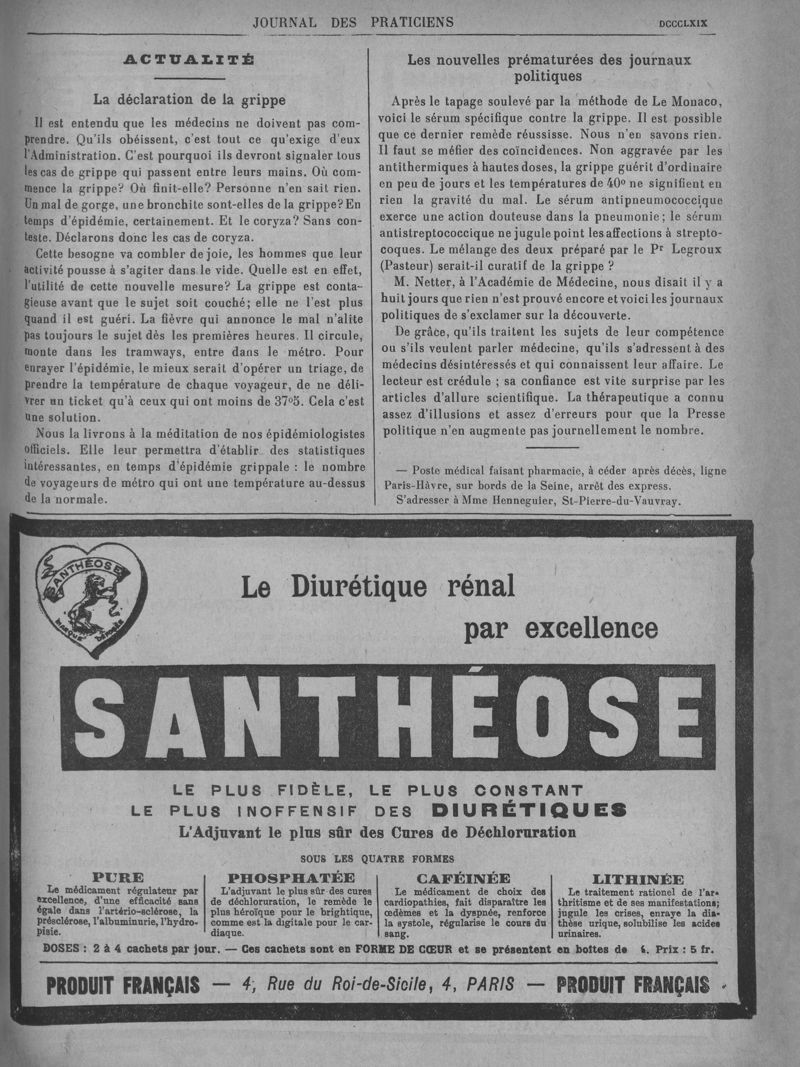 JOURNAL DES PRATICIENS DCCCLXIX
ACTUALITÉ
La déclaration de la grippe
Il est entendu que les médecins ne doivent pas com-
prendre. Qu'ils obéissent, c'est tout ce qu'exige d'eux
l'Administration. C'est pourquoi ils devront signaler tous
les cas de grippe qui passent entre leurs mains. Où com-
mence la grippe? Où finit-elle? Personne n'en sait rien.
Un mal de gorge, une bronchite sont-elles de la grippe? En
temps d'épidémie, certainement. Et le coryza? Sans con-
teste. Déclarons donc les cas de coryza.
Cette besogne va combler de joie, les hommes que leur
activité pousse à s'agiter dans le vide. Quelle est en effet,
l'utilité de cette nouvelle mesure? La grippe est conta-
gieuse avant que le sujet soit couché; elle ne l'est plus
quand il est guéri. La fièvre qui annonce le mal n'alite
pas toujours le sujet dès les premières heures. Il circule,
monte dans les tramways, entre dans le métro. Pour
enrayer l'épidémie, le mieux serait d'opérer un triage, de
prendre la température de chaque voyageur, de ne déli-
vrer un ticket qu'à ceux qui ont moins de 37°5. Cela c'est
une solution.
Nous la livrons à la méditation de nos épidémiologistes
officiels. Elle leur permettra d'établir des statistiques
intéressantes, en temps d'épidémie grippale : le nombre
de voyageurs de métro qui ont une température au-dessus
de la normale.
Les nouvelles prématurées des journaux
politiques
Après le tapage soulevé par la méthode de Le Monaco,
voici le sérum spécifique contre la grippe. Il est possible
que ce dernier remède réussisse. Nous n'en savons rien.
Il faut se méfier des coïncidences. Non aggravée par les
antithermiques à hautes doses, la grippe guérit d'ordinaire
en peu de jours et les températures de 40° ne signifient en
rien la gravité du mal. Le sérum antipneumococcique
exerce une action douteuse dans la pneumonie; le sérum
antistreptococcique ne jugule point les affections à strepto-
coques. Le mélange des deux préparé par le Pr Legroux
(Pasteur) serait-il curatif de la grippe ?
M. Netter, à l'Académie de Médecine, nous disait il y a
huit jours que rien n'est prouvé encore et voici les journaux
politiques de s'exclamer sur la découverte.
De grâce, qu'ils traitent les sujets de leur compétence
ou s'ils veulent parler médecine, qu'ils s'adressent à des
médecins désintéressés et qui connaissent leur affaire. Le
lecteur est crédule ; sa confiance est vite surprise par les
articles d'allure scientifique. La thérapeutique a connu
assez d'illusions et assez d'erreurs pour que la Presse
politique n'en augmente pas journellement le nombre.
— Poste médical faisant pharmacie, à céder après décès, ligne
Paris-Hâvre, sur bords de la Seine, arrêt des express.
S'adresser à Mme Henneguier, St-Pierre-du-Vauvray.
SANTHÉOSE
MARQUE DÉPOSÉE
Le Diurétique rénal
par excellence
SANTHÉOSE
LE PLUS FIDÈLE, LE PLUS CONSTANT
LE PLUS INOFFENSIF DES DIURÉTIQUES
L'Adjuvant le plus sûr des Cures de Déchloruration
SOUS LES QUATRE FORMES
PURE
Le médicament régulateur par
excellence, d'une efficacité sans
égale dans l'artério-sclérose, la
présclérose, l'albuminurie, l'hydro-
pisie.
PHOSPHATÉE
L'adjuvant le plus sûr des cures
de déchloruration, le remède le
plus héroïque pour le brightique,
comme est la digitale pour le car-
diaque.
CAFÉINÉE
Le médicament de choix des
cardiopathies, fait disparaître les
œdèmes et la dyspnée, renforce
la systole, régularise le cours du
sang.
LITHINÉE
Le traitement rationel de l'ar-
thritisme et de ses manifestations;
jugule les crises, enraye la dia-
thèse urique, solubilise les acides
urinaires.
DOSES : 2 à 4 cachets par jour. — Ces cachets sont en FORME DE CŒUR et se présentent en boîtes de 4. Prix : 5 fr.
PRODUIT FRANÇAIS — 4, Rue du Roi-de-Sicile, 4, PARIS — PRODUIT FRANÇAIS